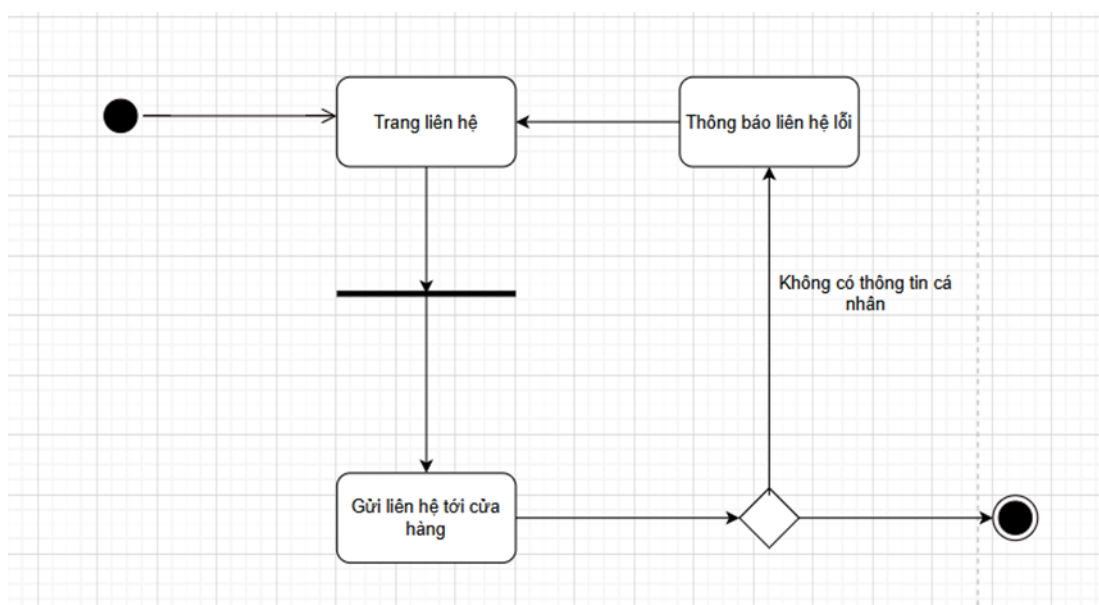 Trang liên hệ
Thông báo liên hệ lỗi
Không có thông tin cá
nhân
Gửi liên hệ tới cửa
hàng